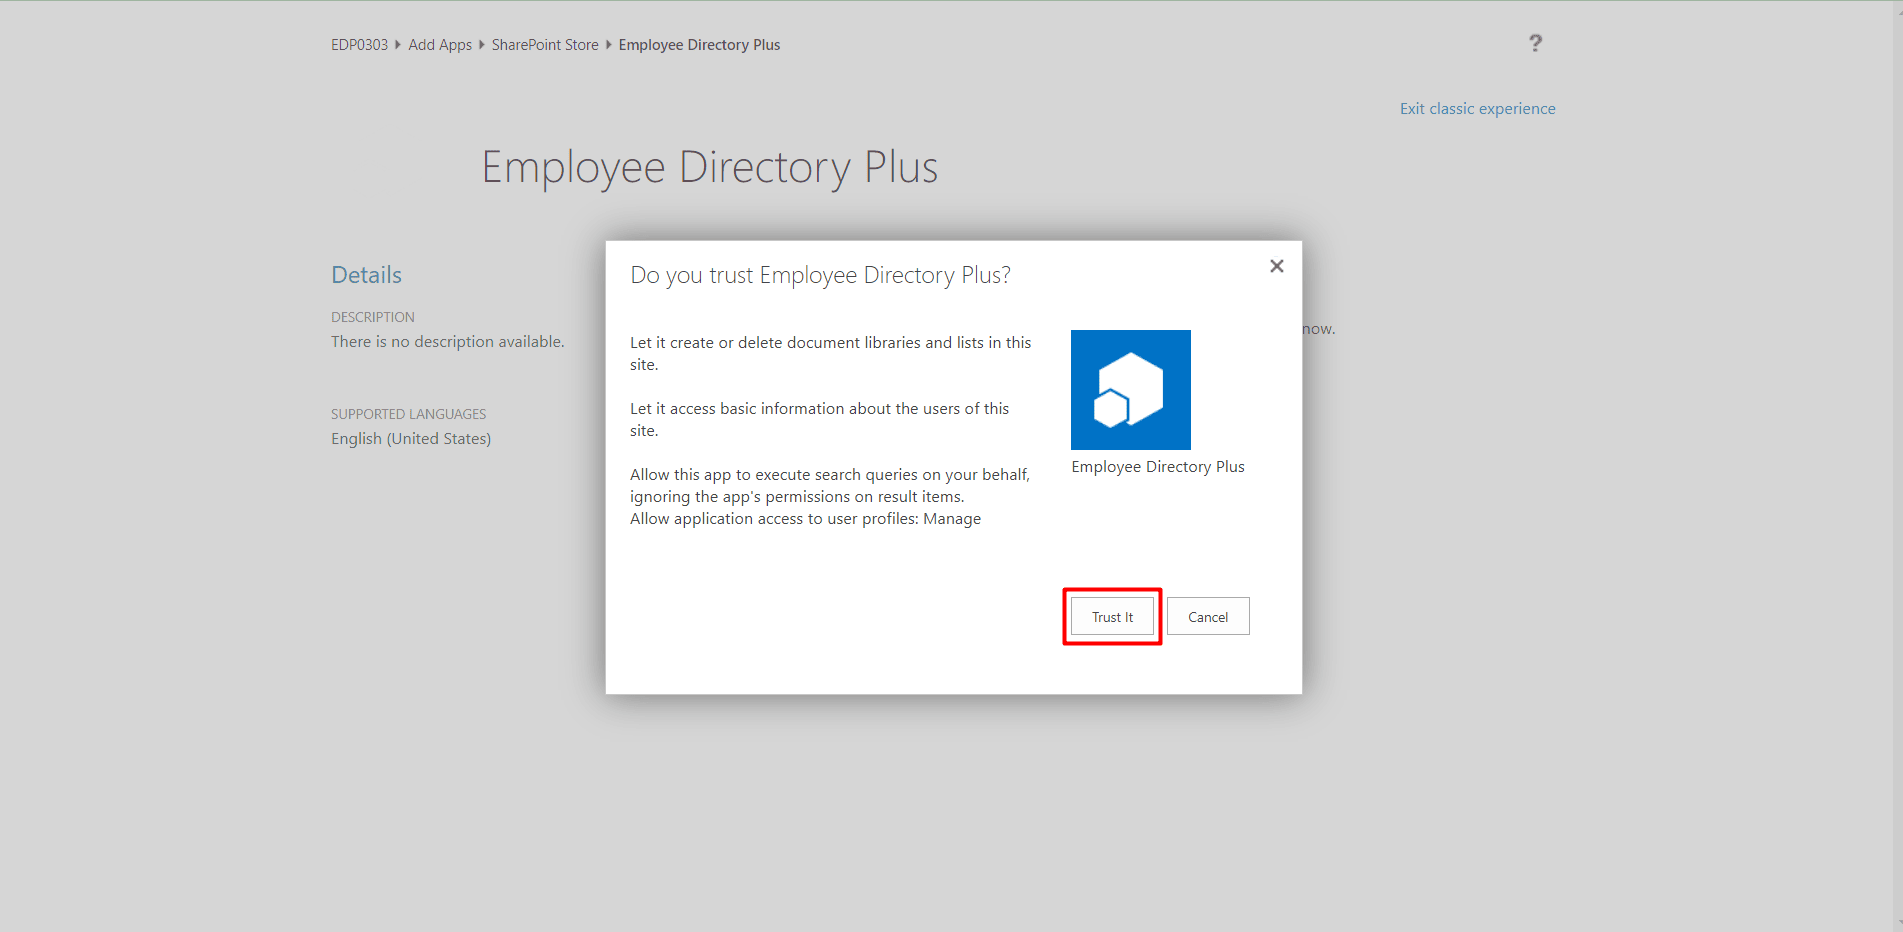 EDP0303 Add Apps SharePoint Store Employee Directory Plus
?
Exit classic experience
Employee Directory Plus
Details
DESCRIPTION
There is no description available.
SUPPORTED LANGUAGES
English (United States)
Do you trust Employee Directory Plus?
Let it create or delete document libraries and lists in this
site.
Let it access basic information about the users of this
site.
Allow this app to execute search queries on your behalf,
ignoring the app's permissions on result items.
Allow application access to user profiles: Manage
Employee Directory Plus
Trust It
Cancel
now.